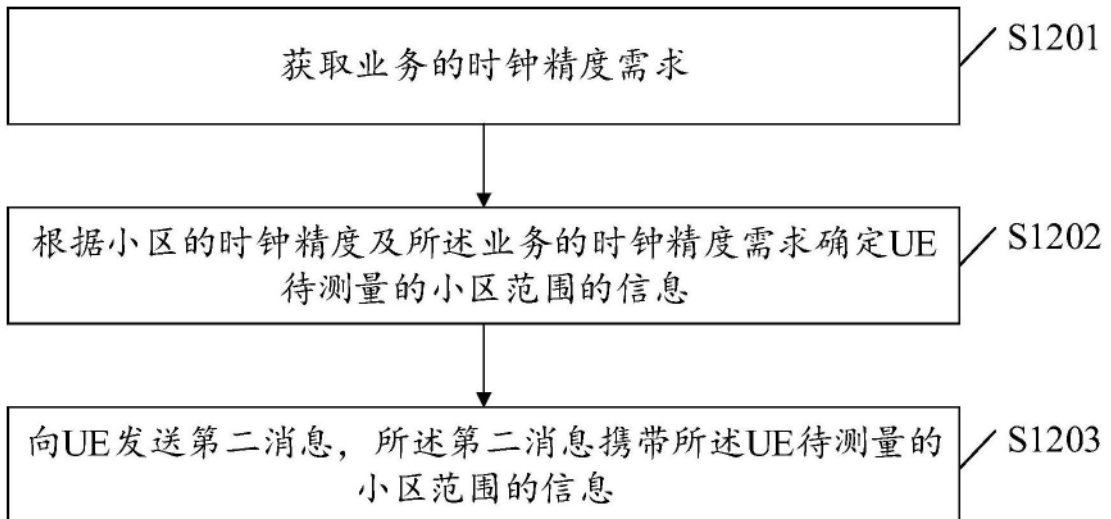 获取业务的时钟精度需求
S1201
根据小区的时钟精度及所述业务的时钟精度需求确定UE
待测量的小区范围的信息
S1202
向UE发送第二消息，所述第二消息携带所述UE待测量的
小区范围的信息
S1203